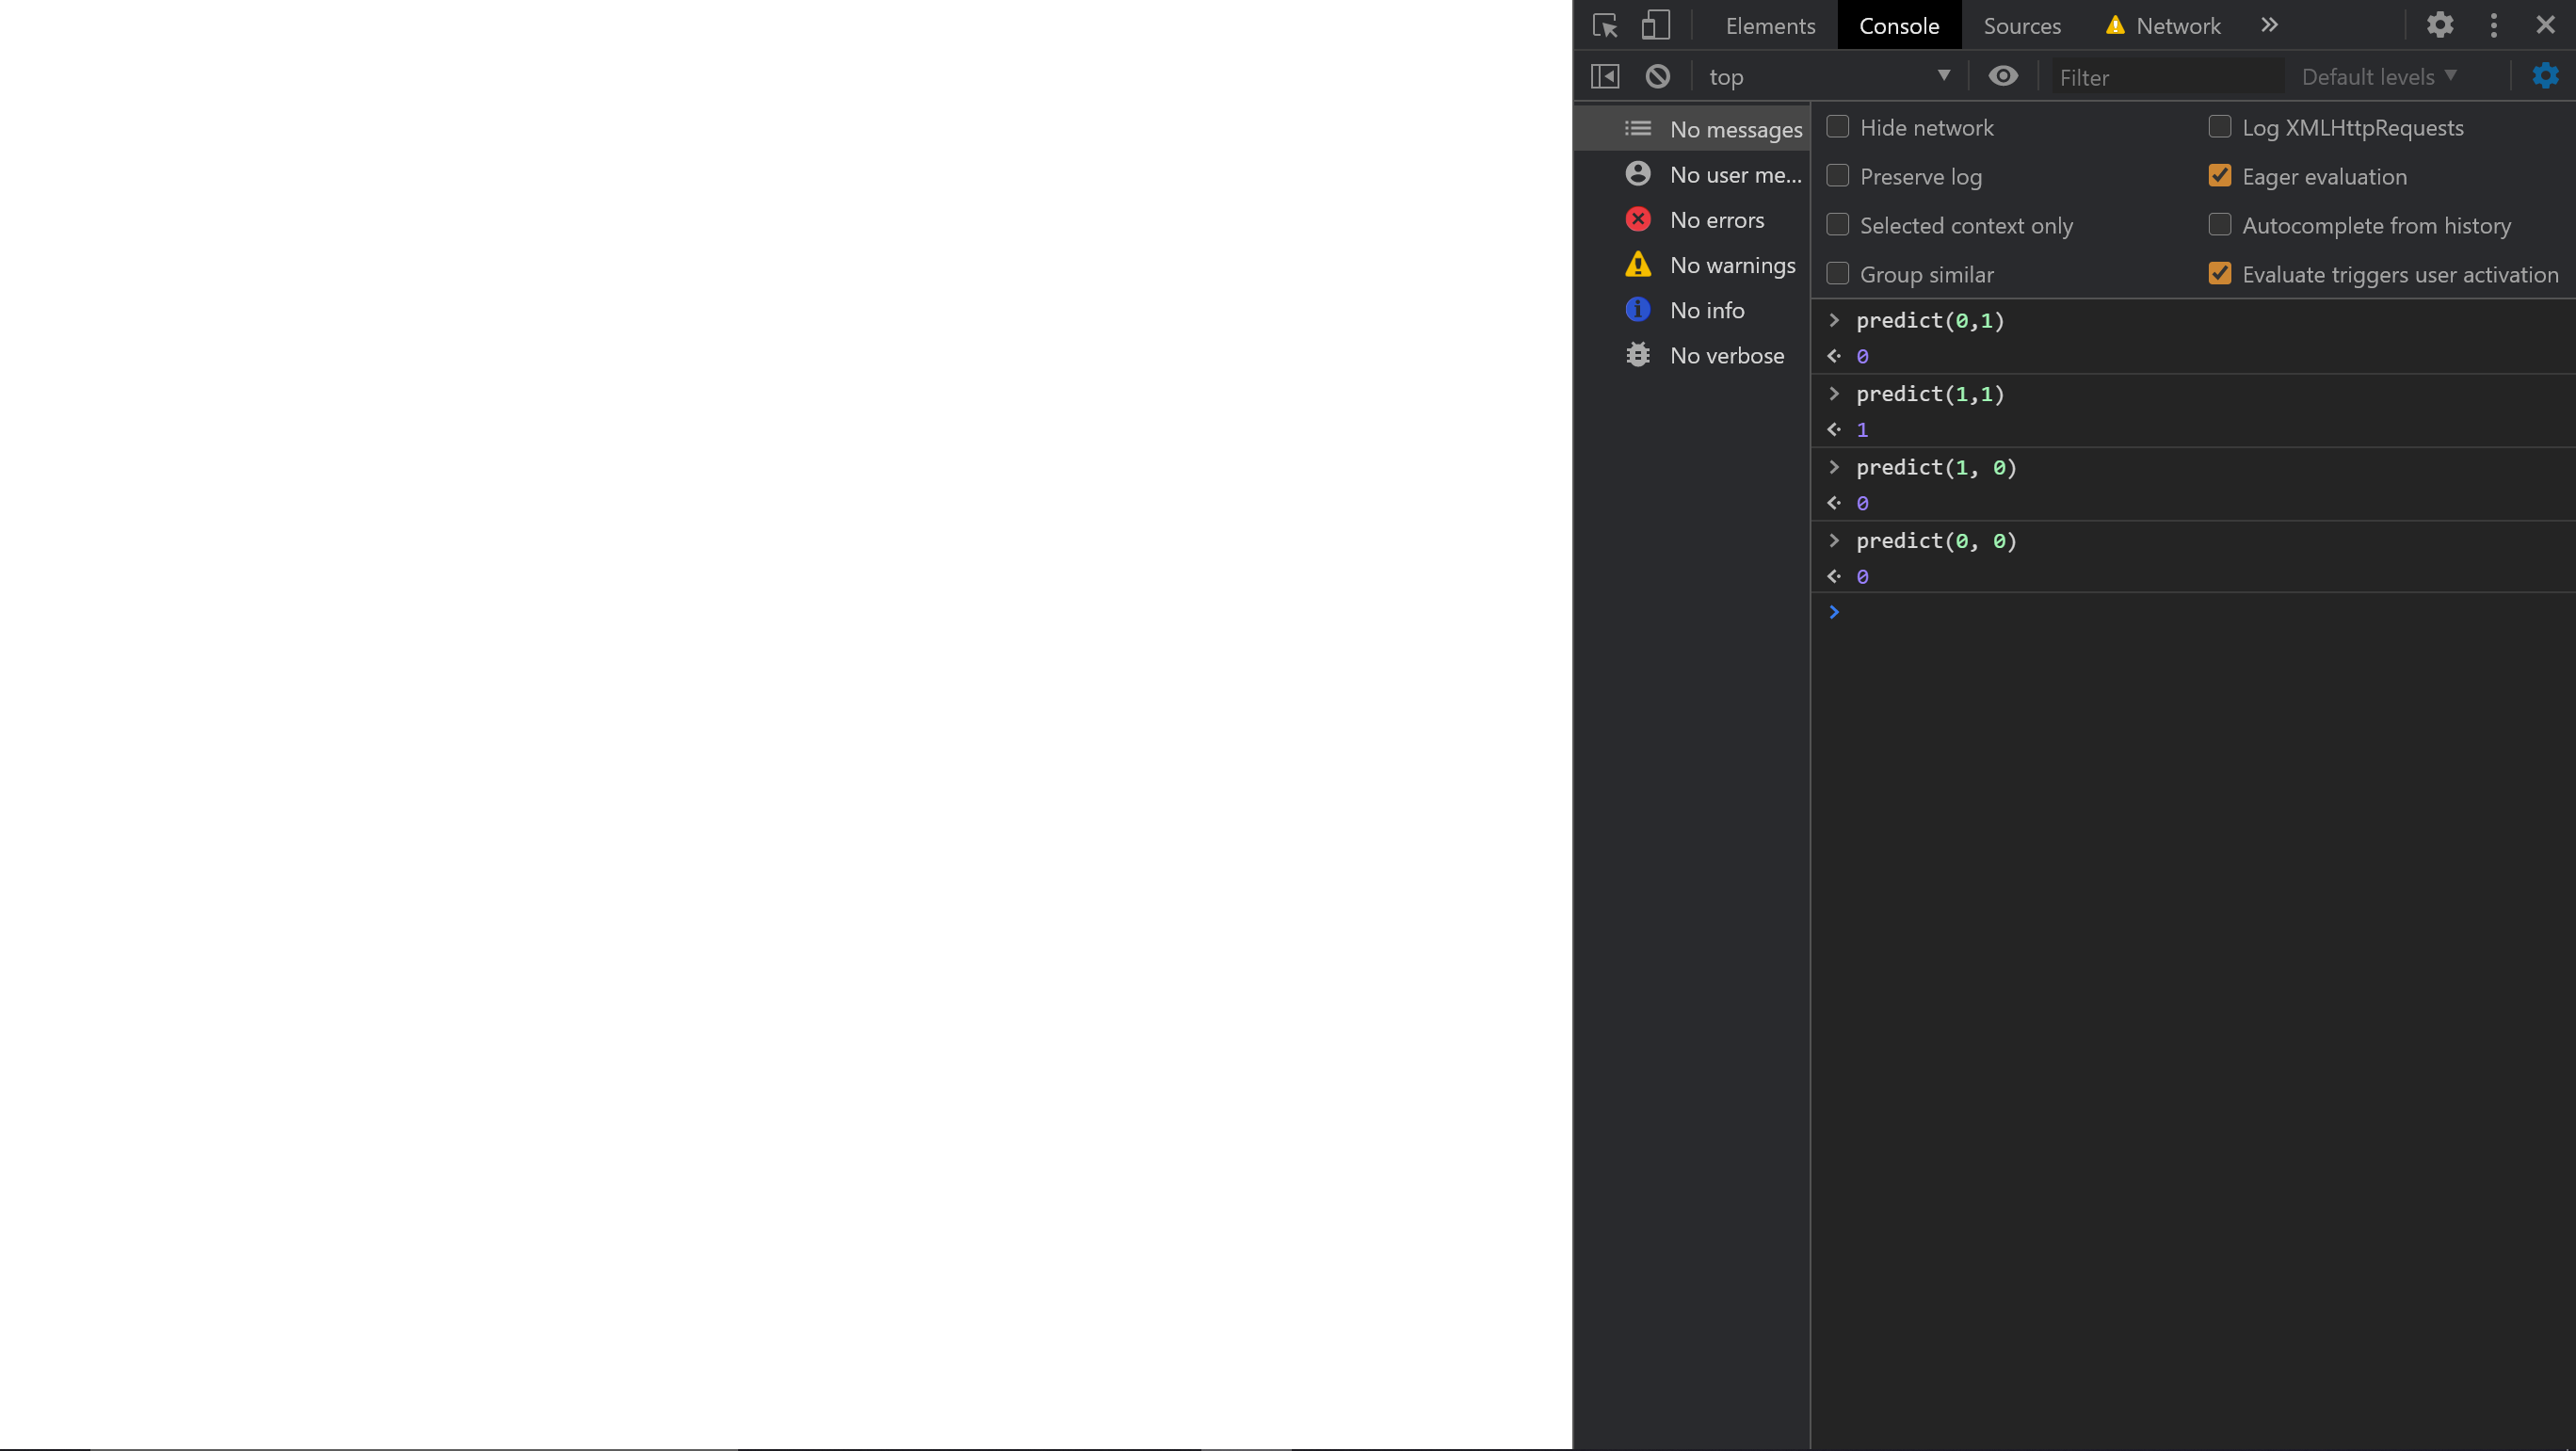 Elements Console Sources Network
top Filter Default levels
No messages
No user me...
No errors
No warnings
No info
No verbose
Hide network Log XMLHttpRequests
Preserve log Eager evaluation
Selected context only Autocomplete from history
Group similar Evaluate triggers user activation
> predict(0,1)
0
> predict(1,1)
1
> predict(1, 0)
0
> predict(0, 0)
0
>